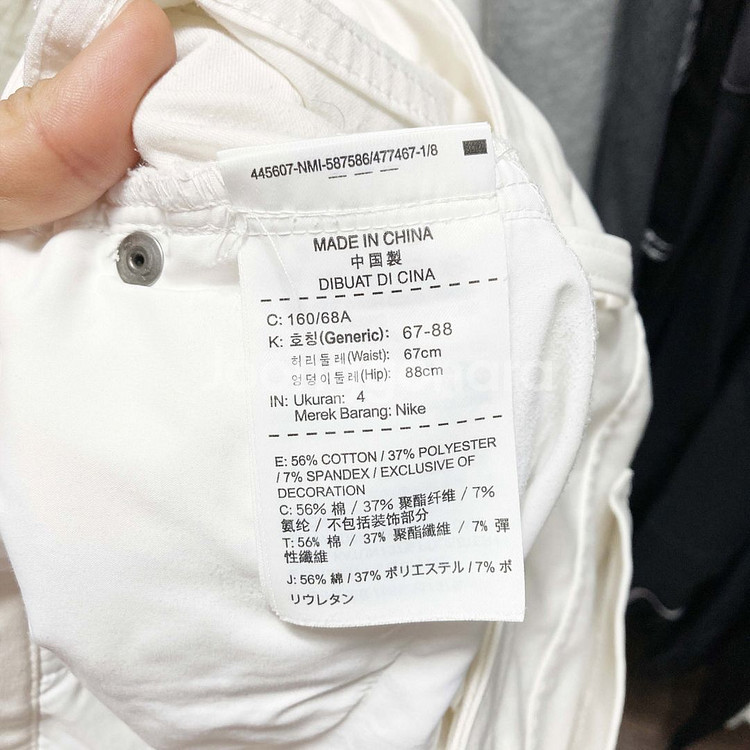 445607-NMI-587586/477467-1/8
MADE IN CHINA
中国製
DIBUAT DI CINA
C: 160/68A
K: 호칭(Generic): 67-88
허리둘레(Waist): 67cm
엉덩이둘레(Hip): 88cm
IN: Ukuran: 4
Merek Barang: Nike
E: 56% COTTON / 37% POLYESTER
/ 7% SPANDEX / EXCLUSIVE OF
DECORATION
C: 56% 棉 / 37% 聚酯纤维 / 7%
氨纶 / 不包括装饰部分
T: 56% 棉 / 37% 聚酯纖維 / 7% 彈
性纖維
J: 56% 綿 / 37% ポリエステル / 7% ポ
リウレタン